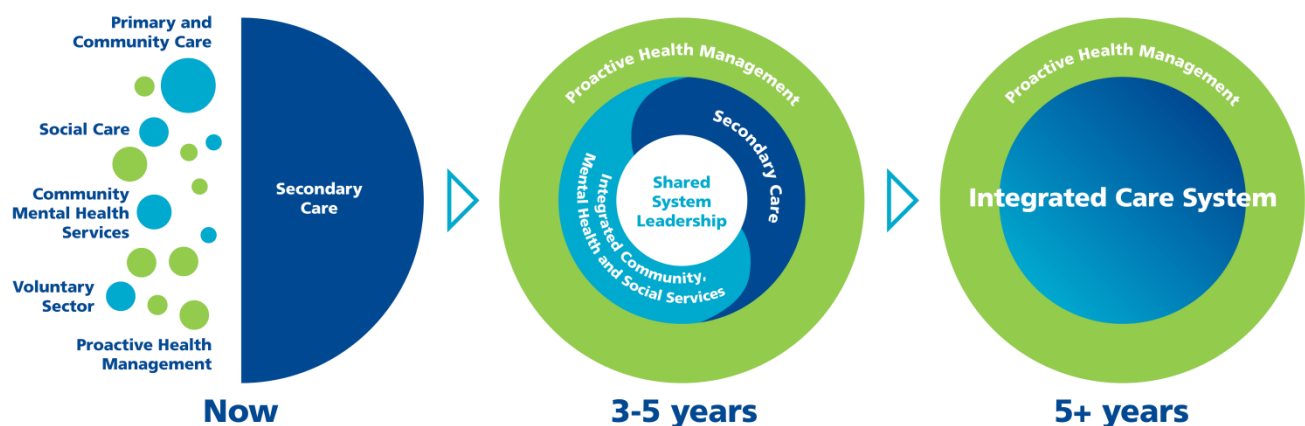 Primary and
Community Care
Social Care
Community
Mental Health
Services
Voluntary
Sector
Proactive Health
Management
Secondary
Care
Now
Proactive Health Management
Secondary Care
Integrated Community,
Mental Health and Social Services
Shared
System
Leadership
3-5 years
Proactive Health Management
Integrated Care System
5+ years